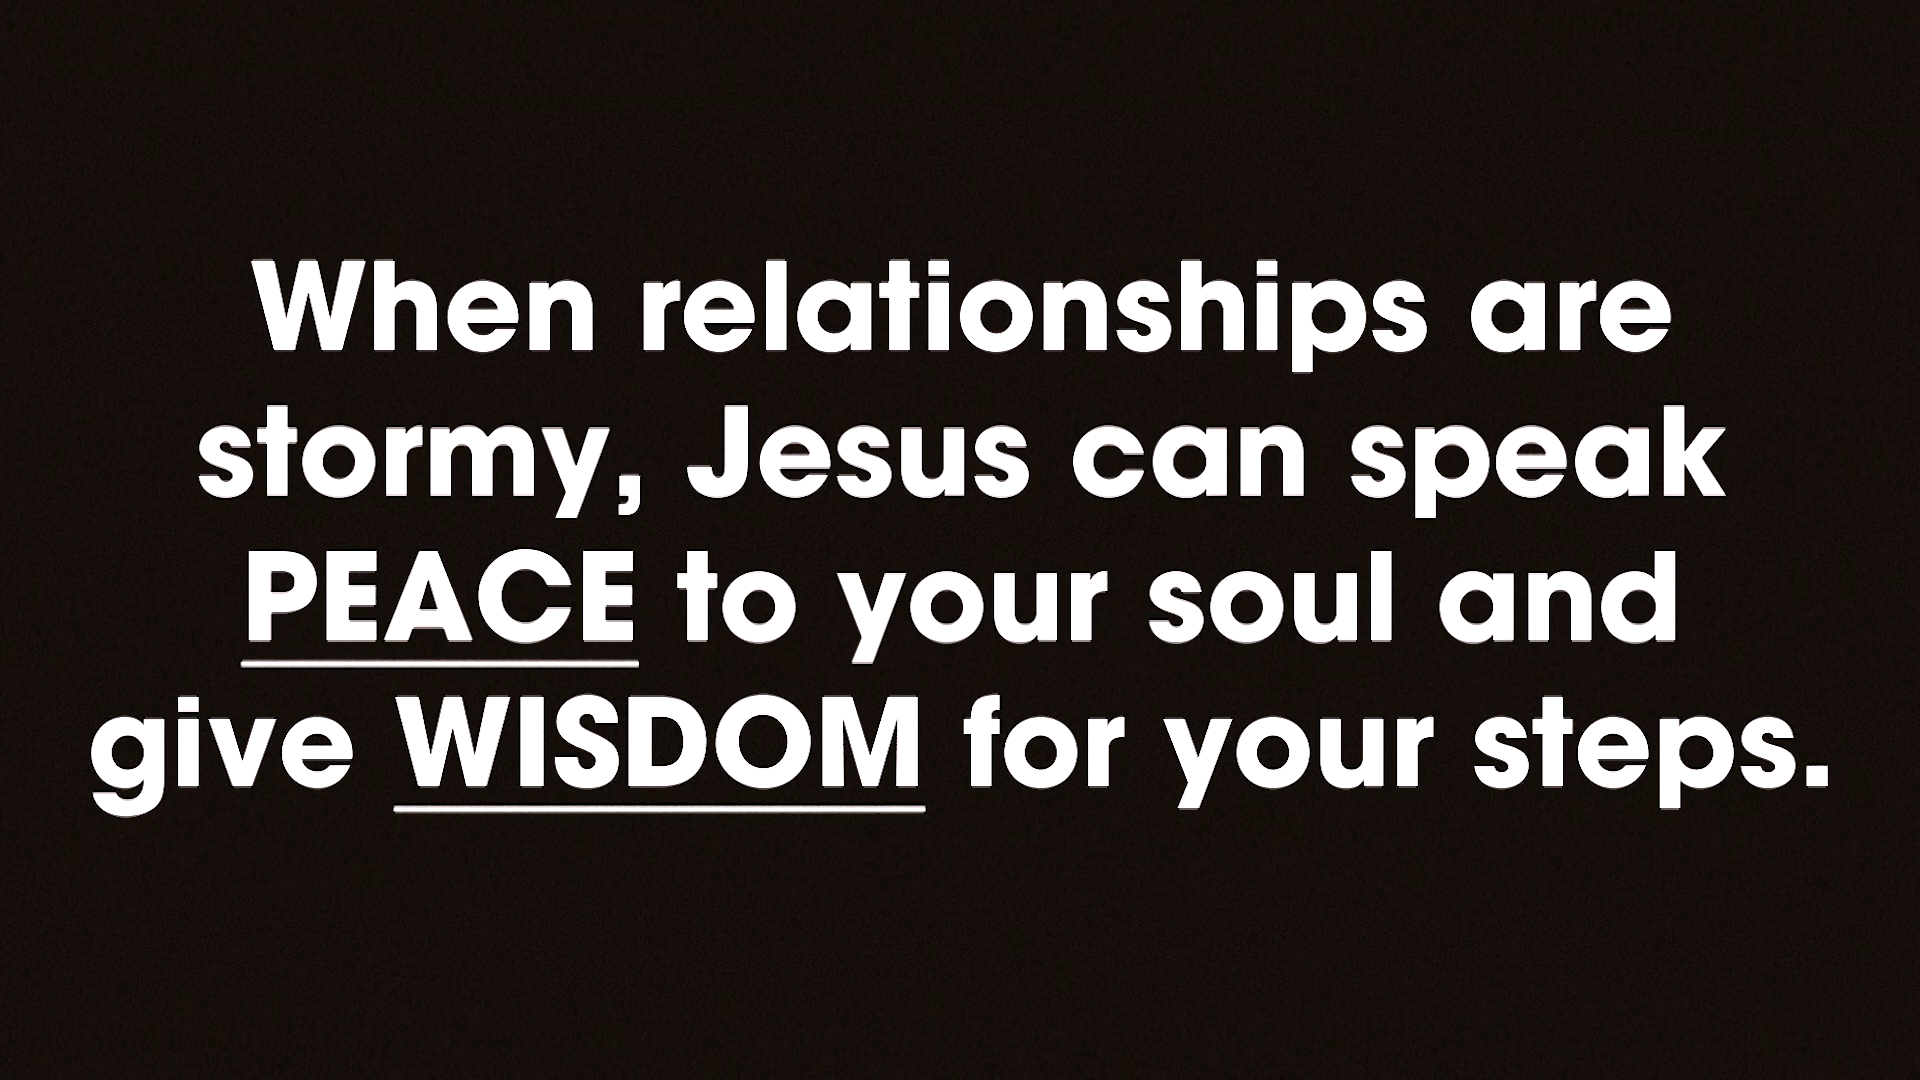 When relationships are
stormy, Jesus can speak
PEACE to your soul and
give WISDOM for your steps.